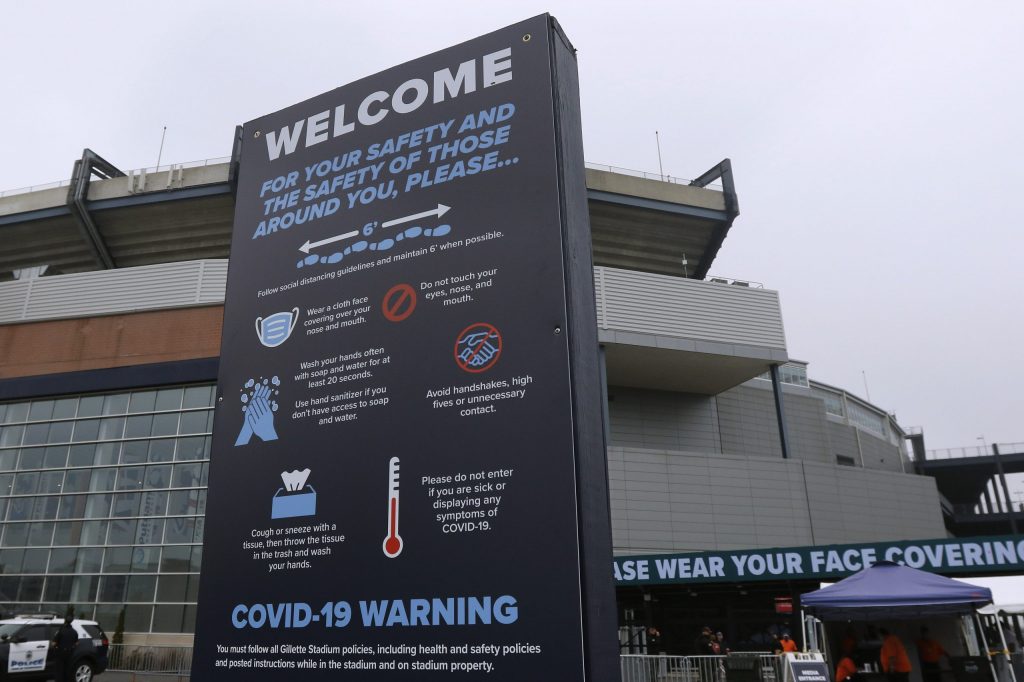 WELCOME
FOR YOUR SAFETY AND
THE SAFETY OF THOSE
AROUND YOU, PLEASE...
6'
Follow social distancing guidelines and maintain 6' when possible.
Wear a cloth face
covering over your
nose and mouth.
Do not touch your
eyes, nose, and
mouth.
Wash your hands often
with soap and water for at
least 20 seconds.
Use hand sanitizer if you
don't have access to soap
and water.
Avoid handshakes, high
fives or unnecessary
contact.
Cough or sneeze with a
tissue, then throw the tissue
in the trash and wash
your hands.
Please do not enter
if you are sick or
displaying any
symptoms of
COVID-19.
COVID-19 WARNING
You must follow all Gillette Stadium policies, including health and safety policies
and posted instructions while in the stadium and on stadium property.
ASE WEAR YOUR FACE COVERING
POLICE
MEDIA
ENTRANCE
Putnam